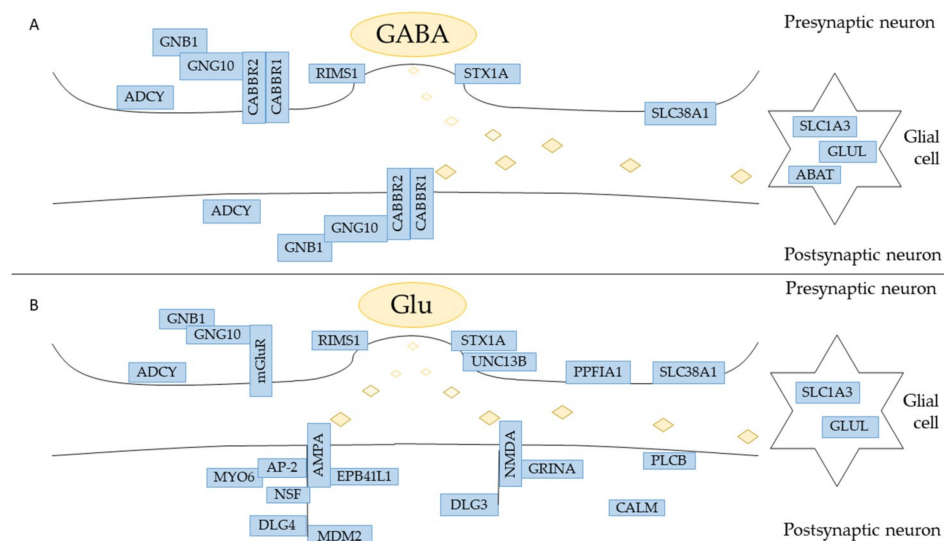 A
GABA
Presynaptic neuron
GNB1
GNG10
CABBR2
CABBR1
RIMS1
STX1A
ADCY
SLC38A1
SLC1A3
GLUL
ABAT
Glial
cell
CABBR2
CABBR1
ADCY
GNG10
GNB1
Postsynaptic neuron
B
Glu
Presynaptic neuron
GNB1
GNG10
mGluR
RIMS1
STX1A
UNC13B
ADCY
PPFIA1
SLC38A1
SLC1A3
GLUL
Glial
cell
AMPA
NMDA
AP-2
MYO6
EPB41L1
GRINA
PLCB
NSF
DLG3
CALM
DLG4
MDM2
Postsynaptic neuron